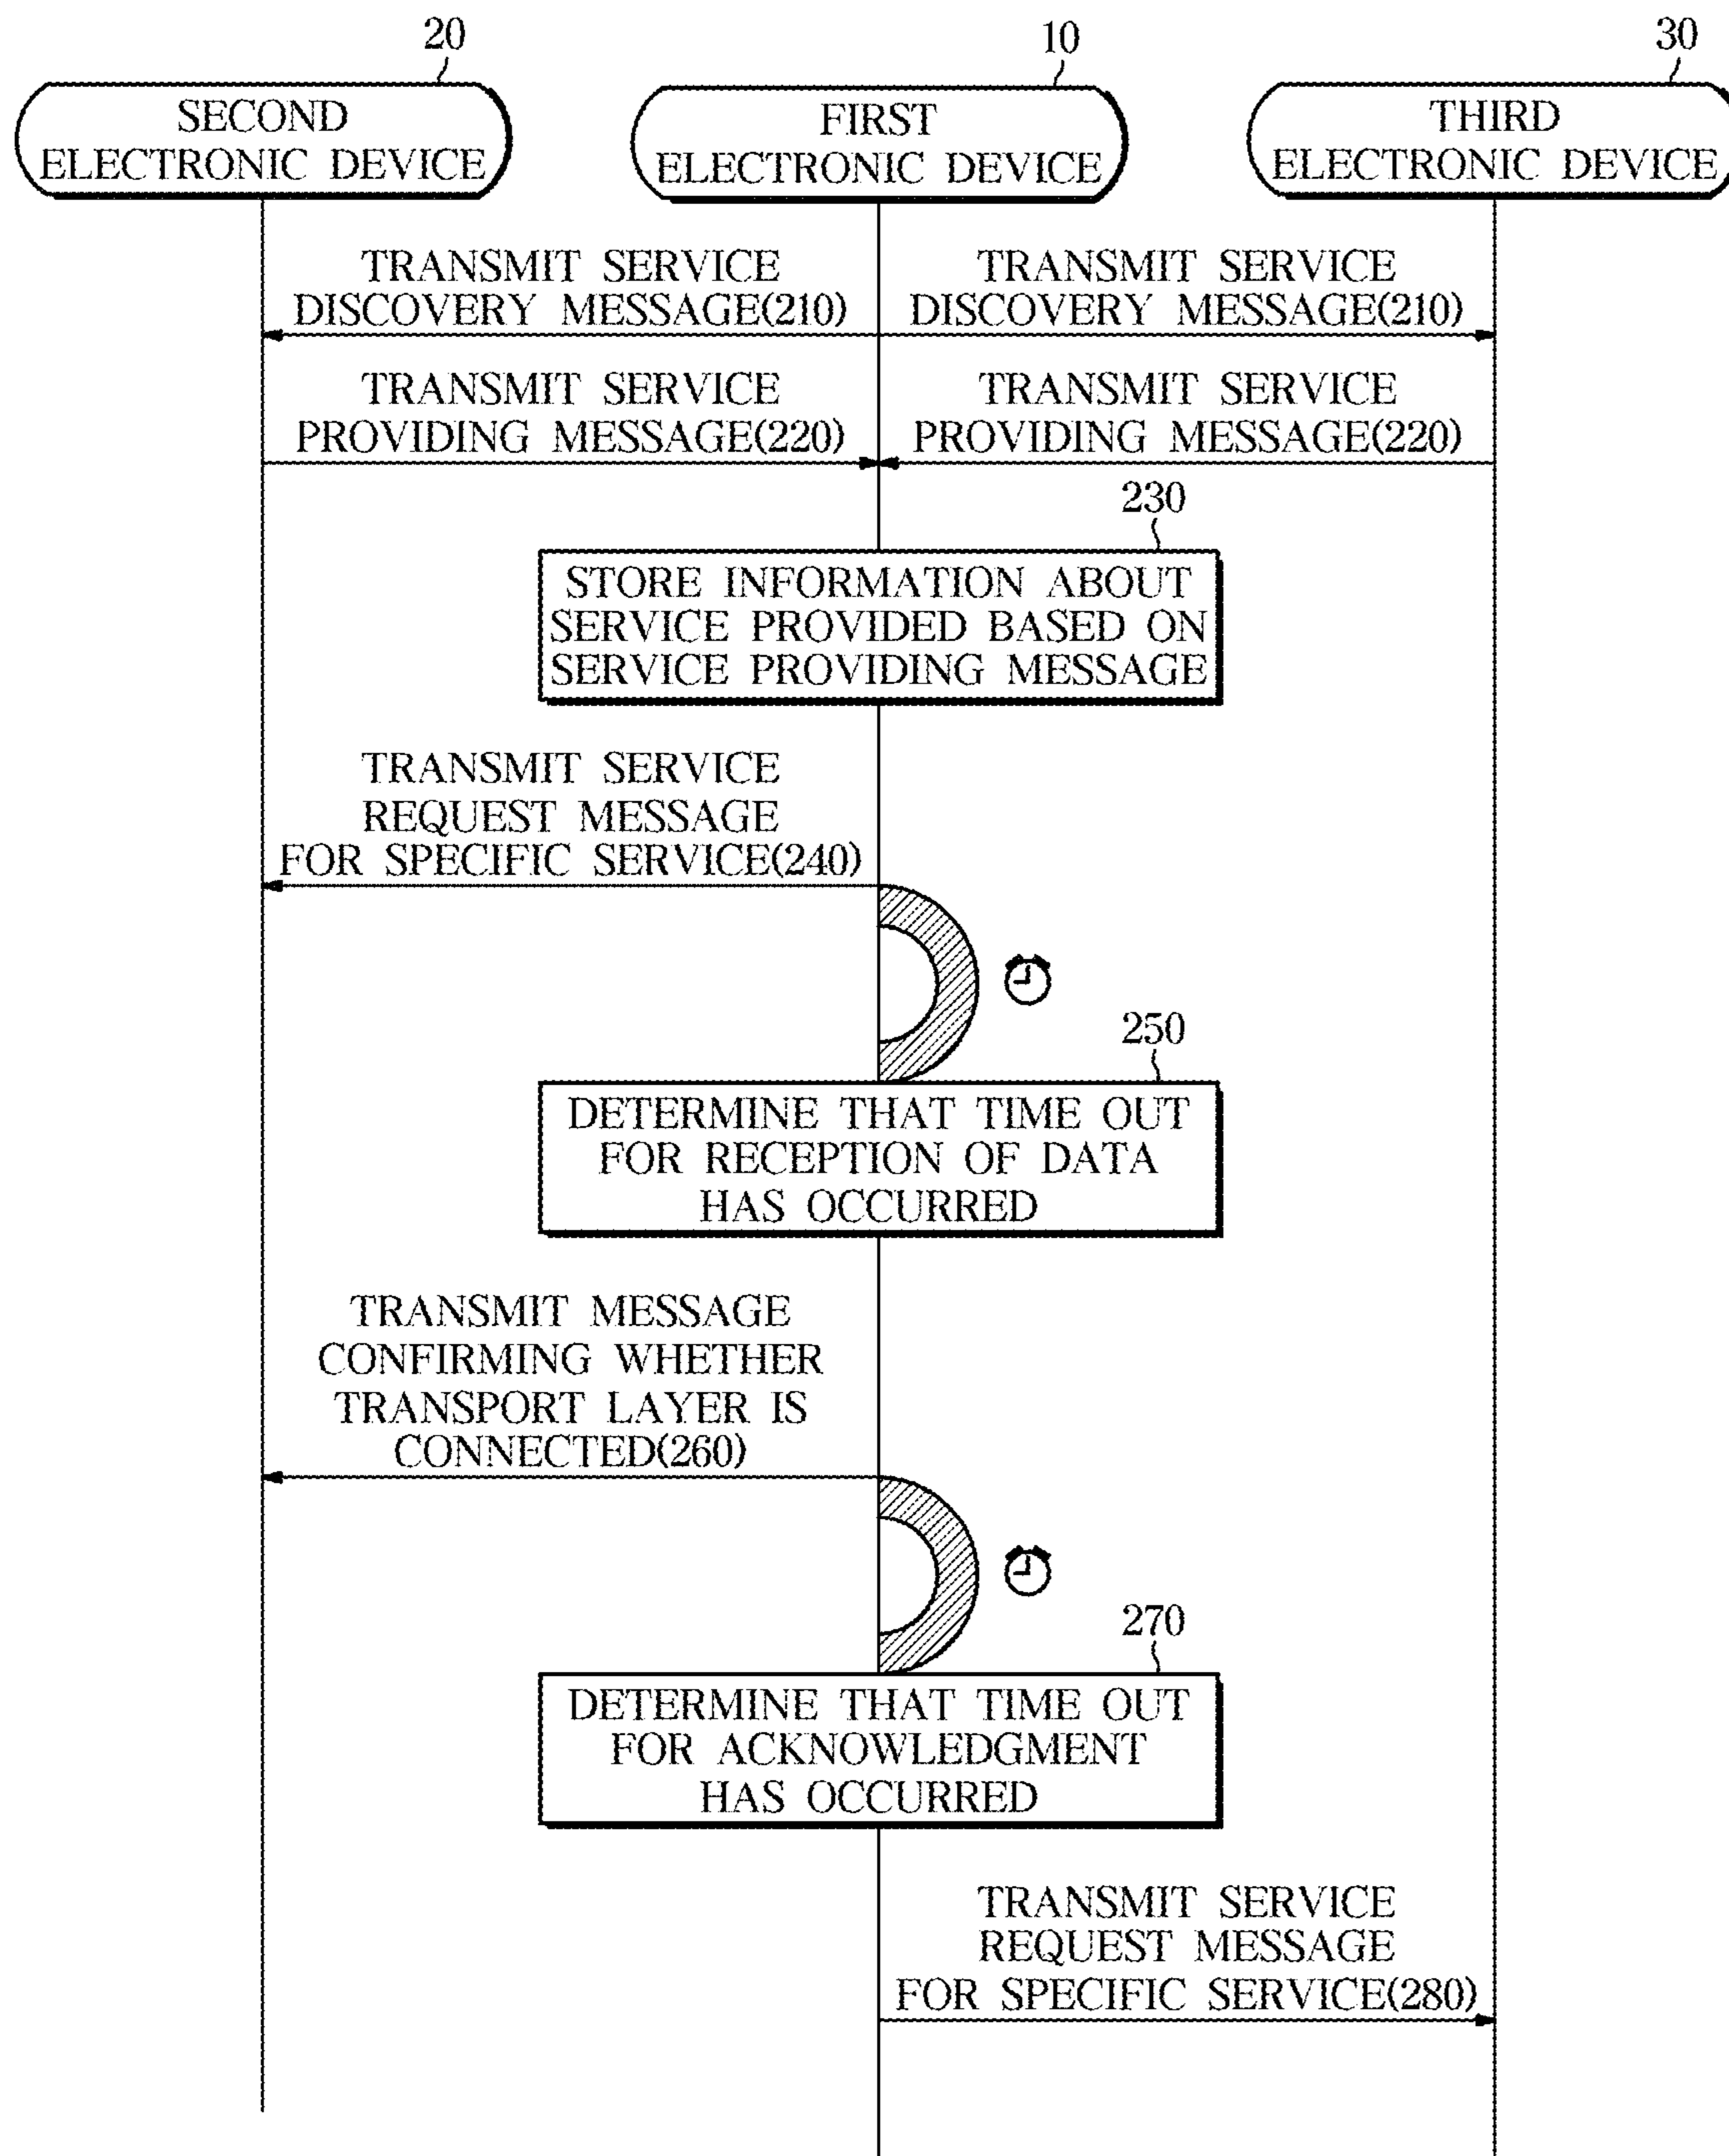 20
10
30
SECOND
ELECTRONIC DEVICE
FIRST
ELECTRONIC DEVICE
THIRD
ELECTRONIC DEVICE
TRANSMIT SERVICE
DISCOVERY MESSAGE(210)
TRANSMIT SERVICE
DISCOVERY MESSAGE(210)
TRANSMIT SERVICE
PROVIDING MESSAGE(220)
TRANSMIT SERVICE
PROVIDING MESSAGE(220)
230
STORE INFORMATION ABOUT
SERVICE PROVIDED BASED ON
SERVICE PROVIDING MESSAGE
TRANSMIT SERVICE
REQUEST MESSAGE
FOR SPECIFIC SERVICE(240)
250
DETERMINE THAT TIME OUT
FOR RECEPTION OF DATA
HAS OCCURRED
TRANSMIT MESSAGE
CONFIRMING WHETHER
TRANSPORT LAYER IS
CONNECTED(260)
270
DETERMINE THAT TIME OUT
FOR ACKNOWLEDGMENT
HAS OCCURRED
TRANSMIT SERVICE
REQUEST MESSAGE
FOR SPECIFIC SERVICE(280)